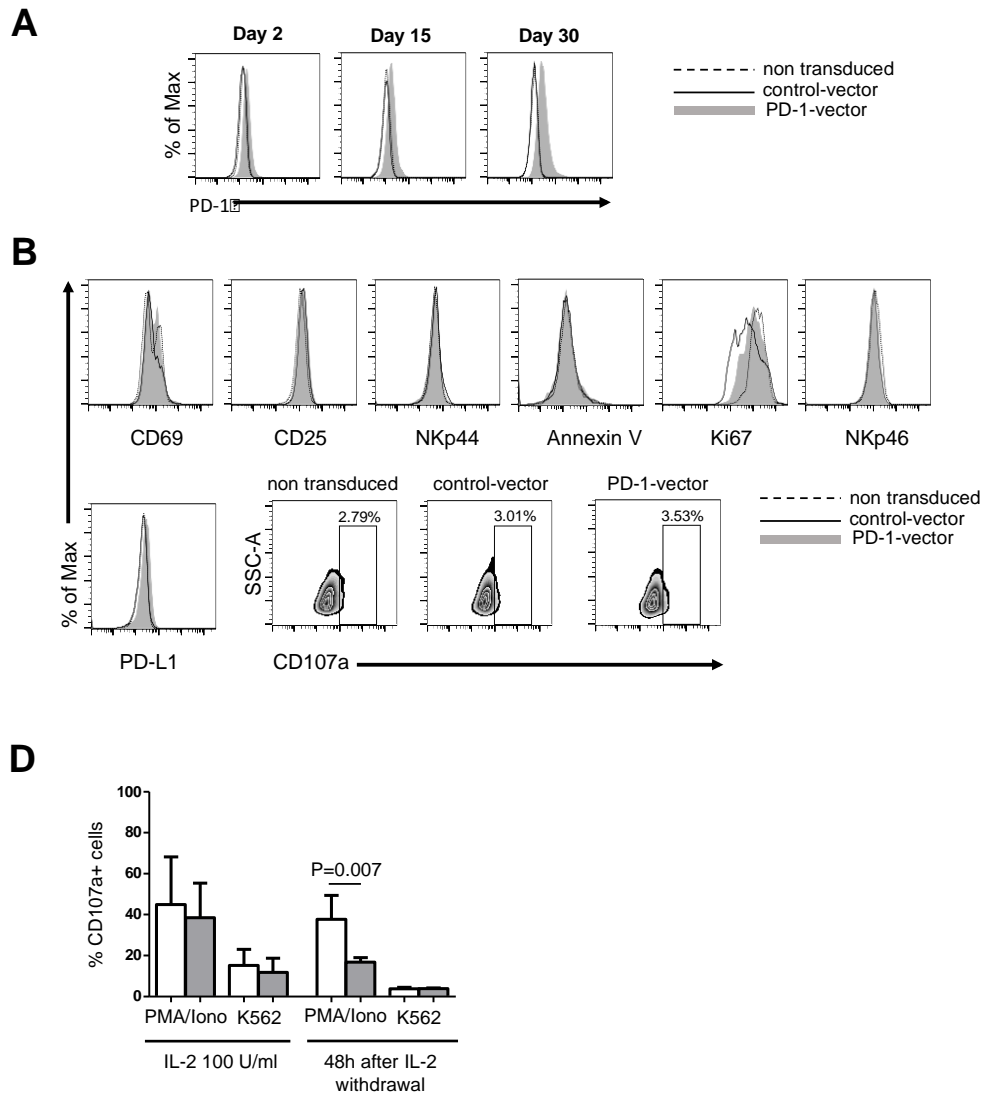 A
Day 2
Day 15
Day 30
% of Max
PD-1
non transduced
control-vector
PD-1-vector
B
CD69
CD25
NKp44
Annexin V
Ki67
NKp46
% of Max
PD-L1
non transduced
control-vector
PD-1-vector
2.79%
3.01%
3.53%
SSC-A
CD107a
non transduced
control-vector
PD-1-vector
D
% CD107a+ cells
100
80
60
40
20
0
P=0.007
PMA/Iono
K562
PMA/Iono
K562
IL-2 100 U/ml
48h after IL-2
withdrawal